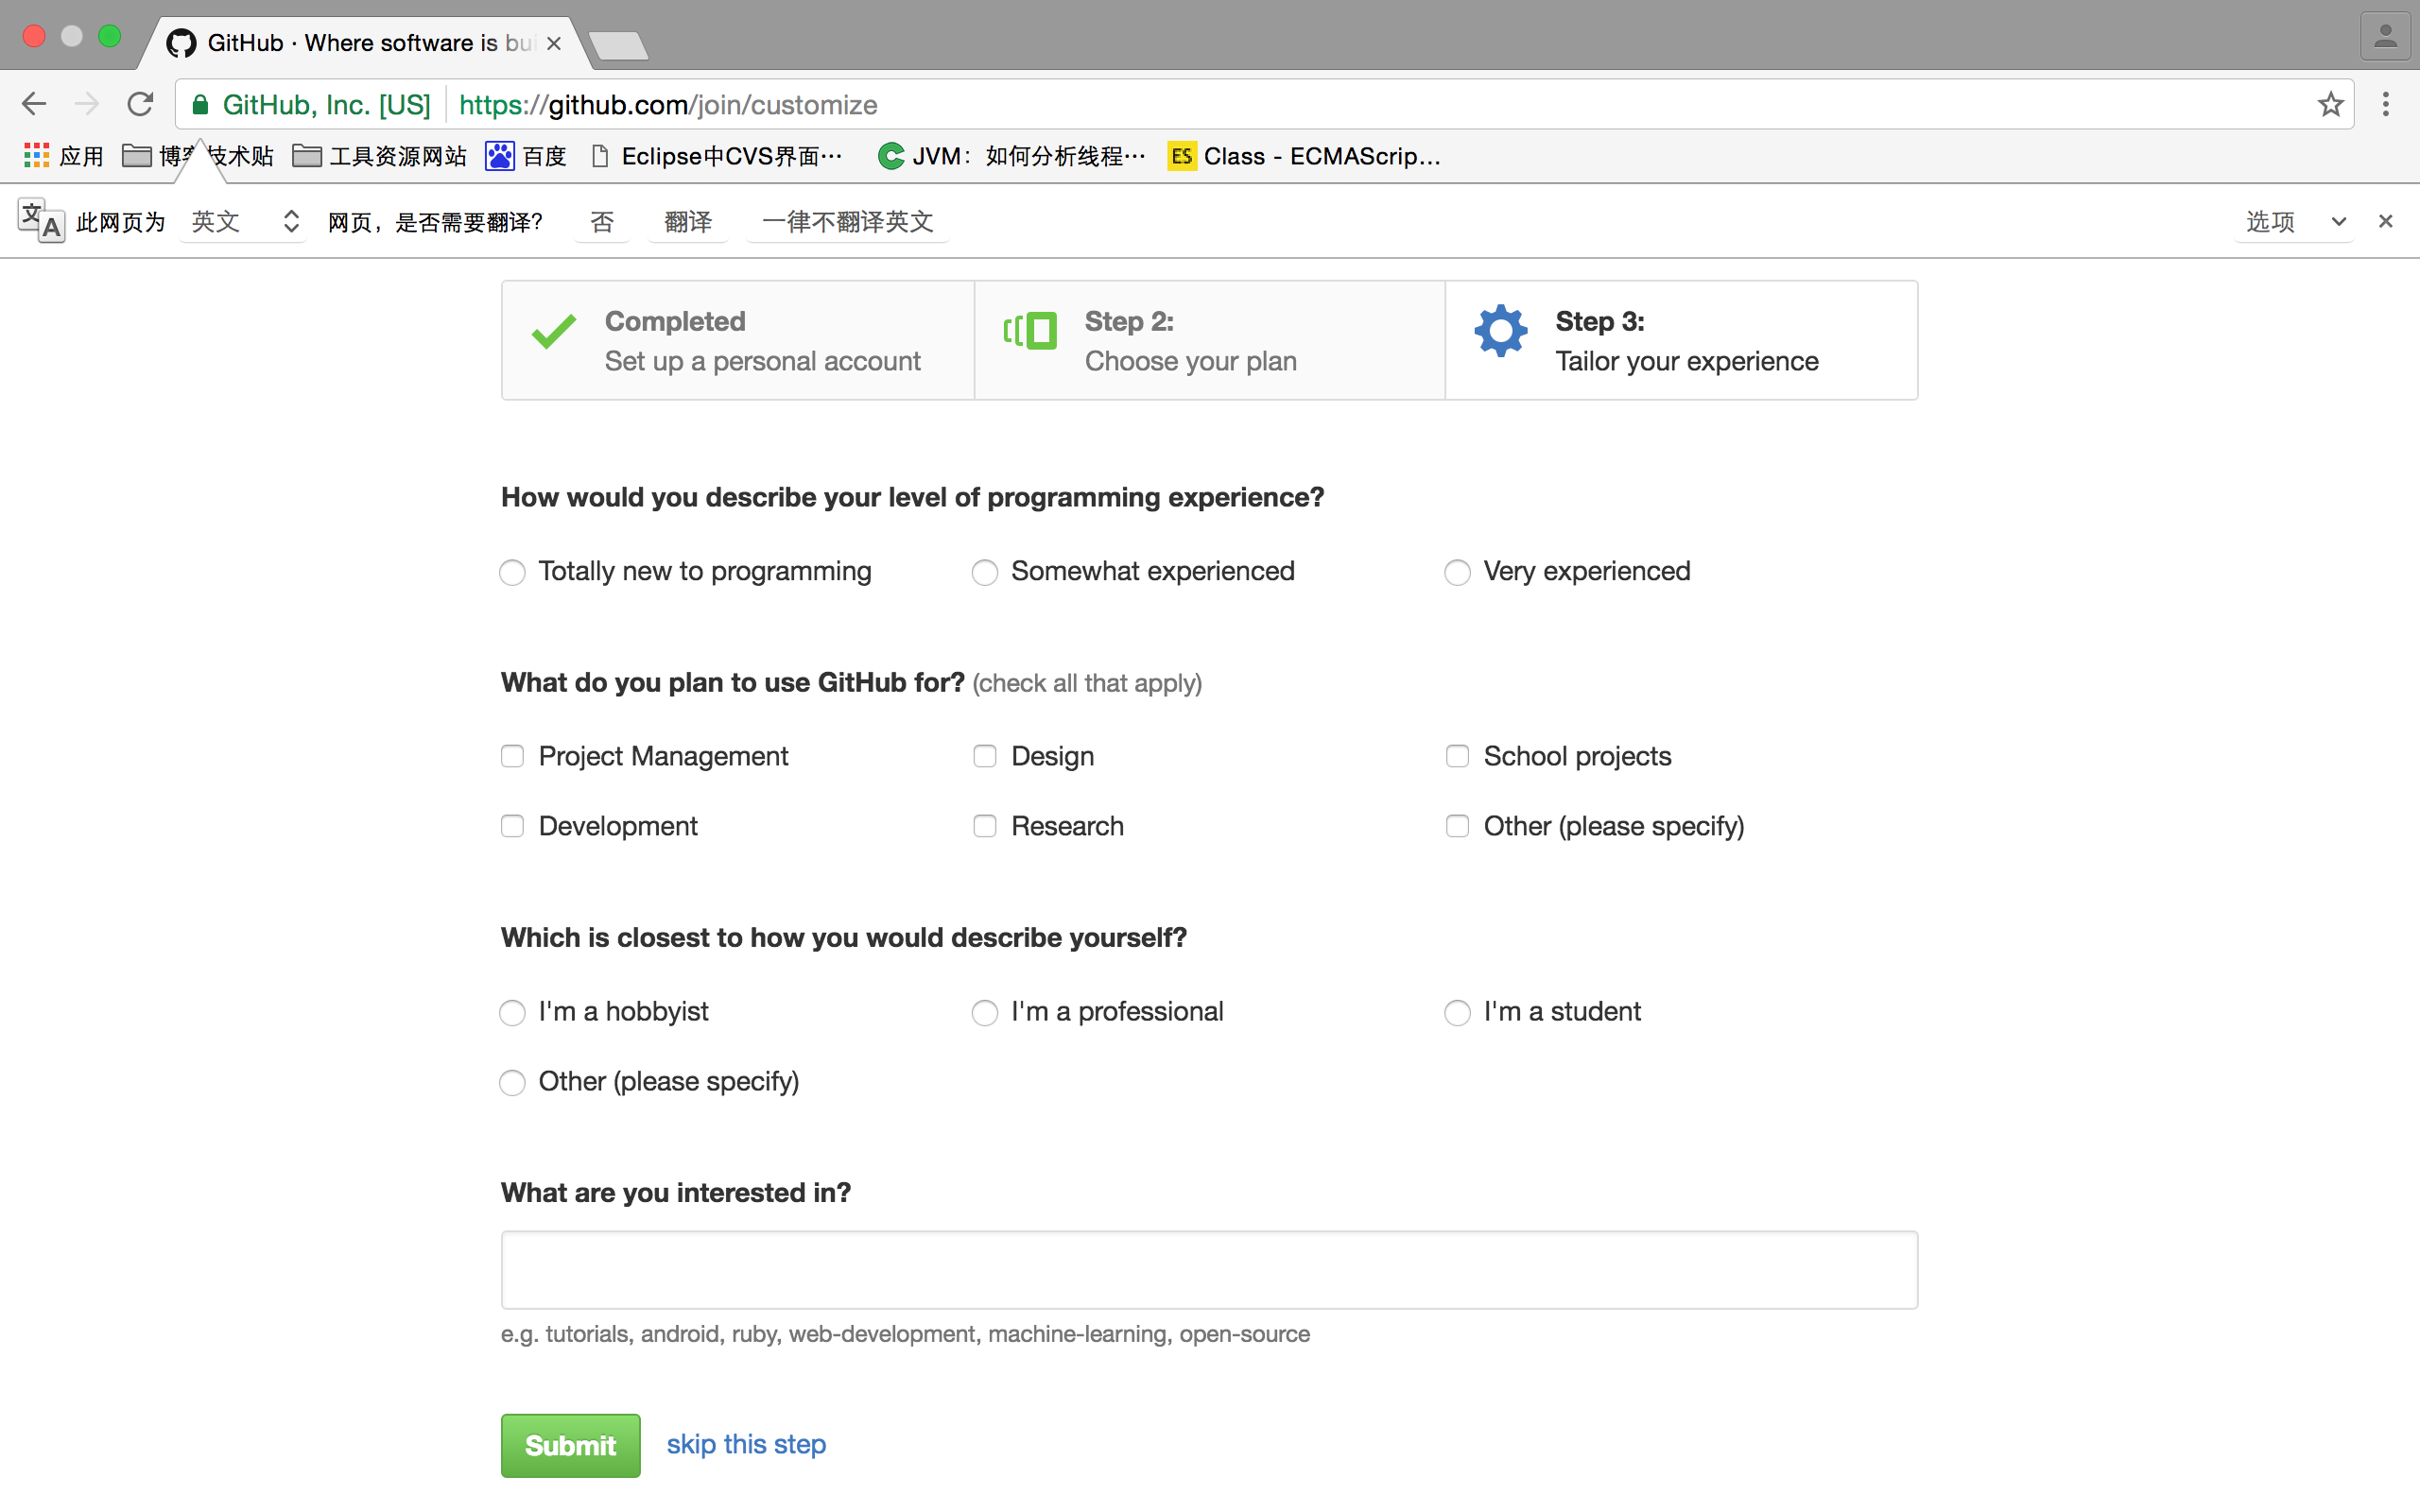 GitHub · Where software is bui
GitHub, Inc. [US] https://github.com/join/customize
应用 博客技术贴 工具资源网站 百度 Eclipse中CVS界面… JVM：如何分析线程… ES Class - ECMAScrip...
文A 此网页为 英文 网页，是否需要翻译？ 否 翻译 一律不翻译英文 选项
Completed
Set up a personal account
Step 2:
Choose your plan
Step 3:
Tailor your experience
How would you describe your level of programming experience?
Totally new to programming Somewhat experienced Very experienced
What do you plan to use GitHub for? (check all that apply)
Project Management Design School projects
Development Research Other (please specify)
Which is closest to how you would describe yourself?
I'm a hobbyist I'm a professional I'm a student
Other (please specify)
What are you interested in?
e.g. tutorials, android, ruby, web-development, machine-learning, open-source
Submit skip this step